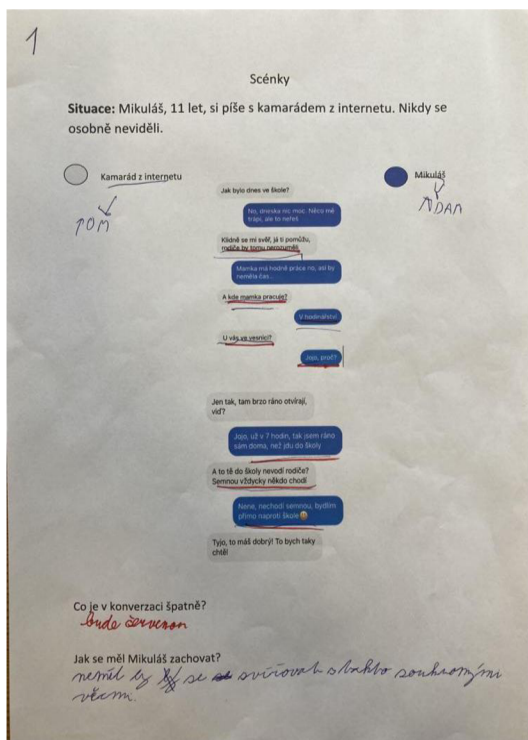 1
Scénky
Situace: Mikuláš, 11 let, si píše s kamarádem z internetu. Nikdy se
osobně neviděli.
Kamarád z internetu
Mikuláš
TOM
DAN
Jak bylo dnes ve škole?
No, dneska nic moc. Něco mě
trápí, ale to neřeš
Klidně se mi svěř, já ti pomůžu,
rodiče by tomu nerozuměli
Mamka má hodně práce no, asi by
neměla čas...
A kde mamka pracuje?
V hodinářství
U vás ve vesnici?
Jojo, proč?
Jen tak, tam brzo ráno otvírají,
viď?
Jojo, už v 7 hodin, tak jsem ráno
sám doma, než jdu do školy
A to tě do školy nevodí rodiče?
Semnou vždycky někdo chodí
Nene, nechodí semnou, bydlím
přímo naproti škole😀
Tyjo, to máš dobrý! To bych taky
chtěl
Co je v konverzaci špatně?
bude červenou
Jak se měl Mikuláš zachovat?
neměl by se svěřovat s takto soukromými
věcmi.